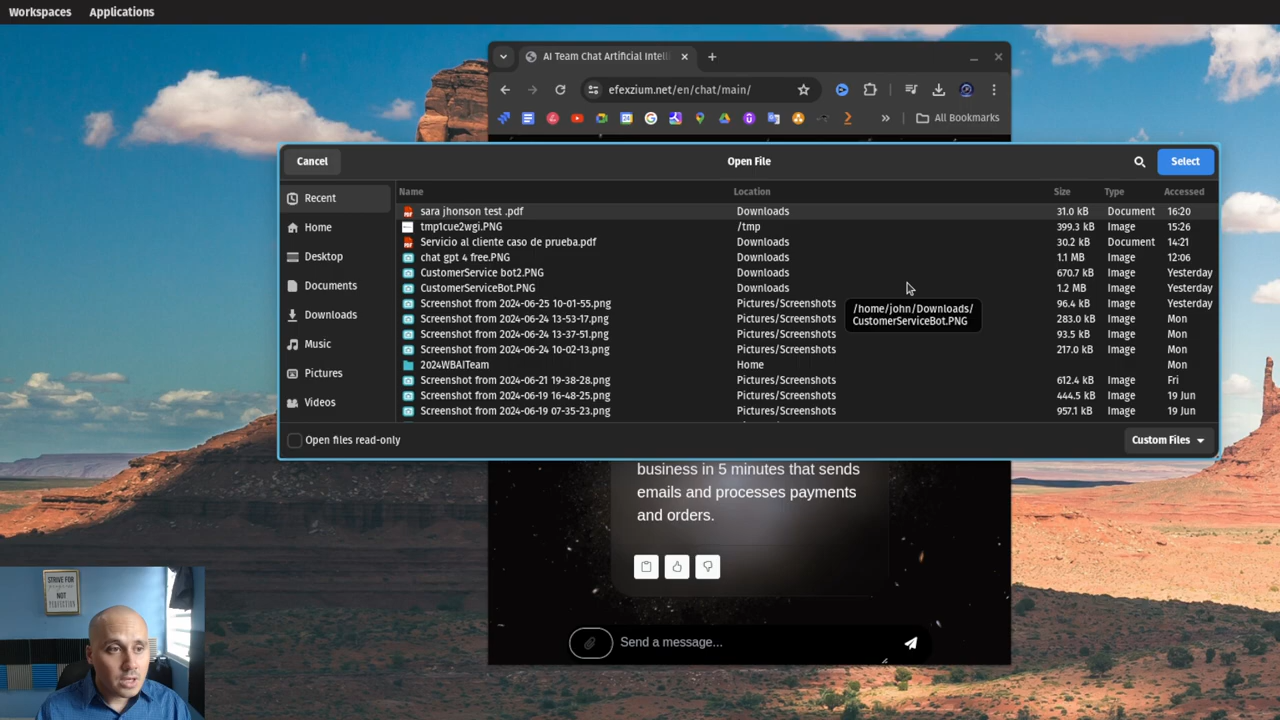 Workspaces Applications
AI Team Chat Artificial Intelli
efexzium.net/en/chat/main/
All Bookmarks
Cancel Open File Select
Recent
Home
Desktop
Documents
Downloads
Music
Pictures
Videos
Name Location Size Type Accessed
sara jhonson test .pdf Downloads 31.0 kB Document 16:20
tmp1cue2wgi.PNG /tmp 399.3 kB Image 15:26
Servicio al cliente caso de prueba.pdf Downloads 30.2 kB Document 14:21
chat gpt 4 free.PNG Downloads 1.1 MB Image 12:06
CustomerService bot2.PNG Downloads 670.7 kB Image Yesterday
CustomerServiceBot.PNG Downloads 1.2 MB Image Yesterday
Screenshot from 2024-06-25 10-01-55.png Pictures/Screenshots 96.4 kB Image Yesterday
Screenshot from 2024-06-24 13-53-17.png Pictures/Screenshots 283.0 kB Image Mon
Screenshot from 2024-06-24 13-37-51.png Pictures/Screenshots 93.5 kB Image Mon
Screenshot from 2024-06-24 10-02-13.png Pictures/Screenshots 217.0 kB Image Mon
2024WBAITeam Home Mon
Screenshot from 2024-06-21 19-38-28.png Pictures/Screenshots 612.4 kB Image Fri
Screenshot from 2024-06-19 16-48-25.png Pictures/Screenshots 444.5 kB Image 19 Jun
Screenshot from 2024-06-19 07-35-23.png Pictures/Screenshots 957.1 kB Image 19 Jun
/home/john/Downloads/
CustomerServiceBot.PNG
Open files read-only Custom Files
business in 5 minutes that sends
emails and processes payments
and orders.
Send a message...
STRIVE FOR
NOT
PERFECTION